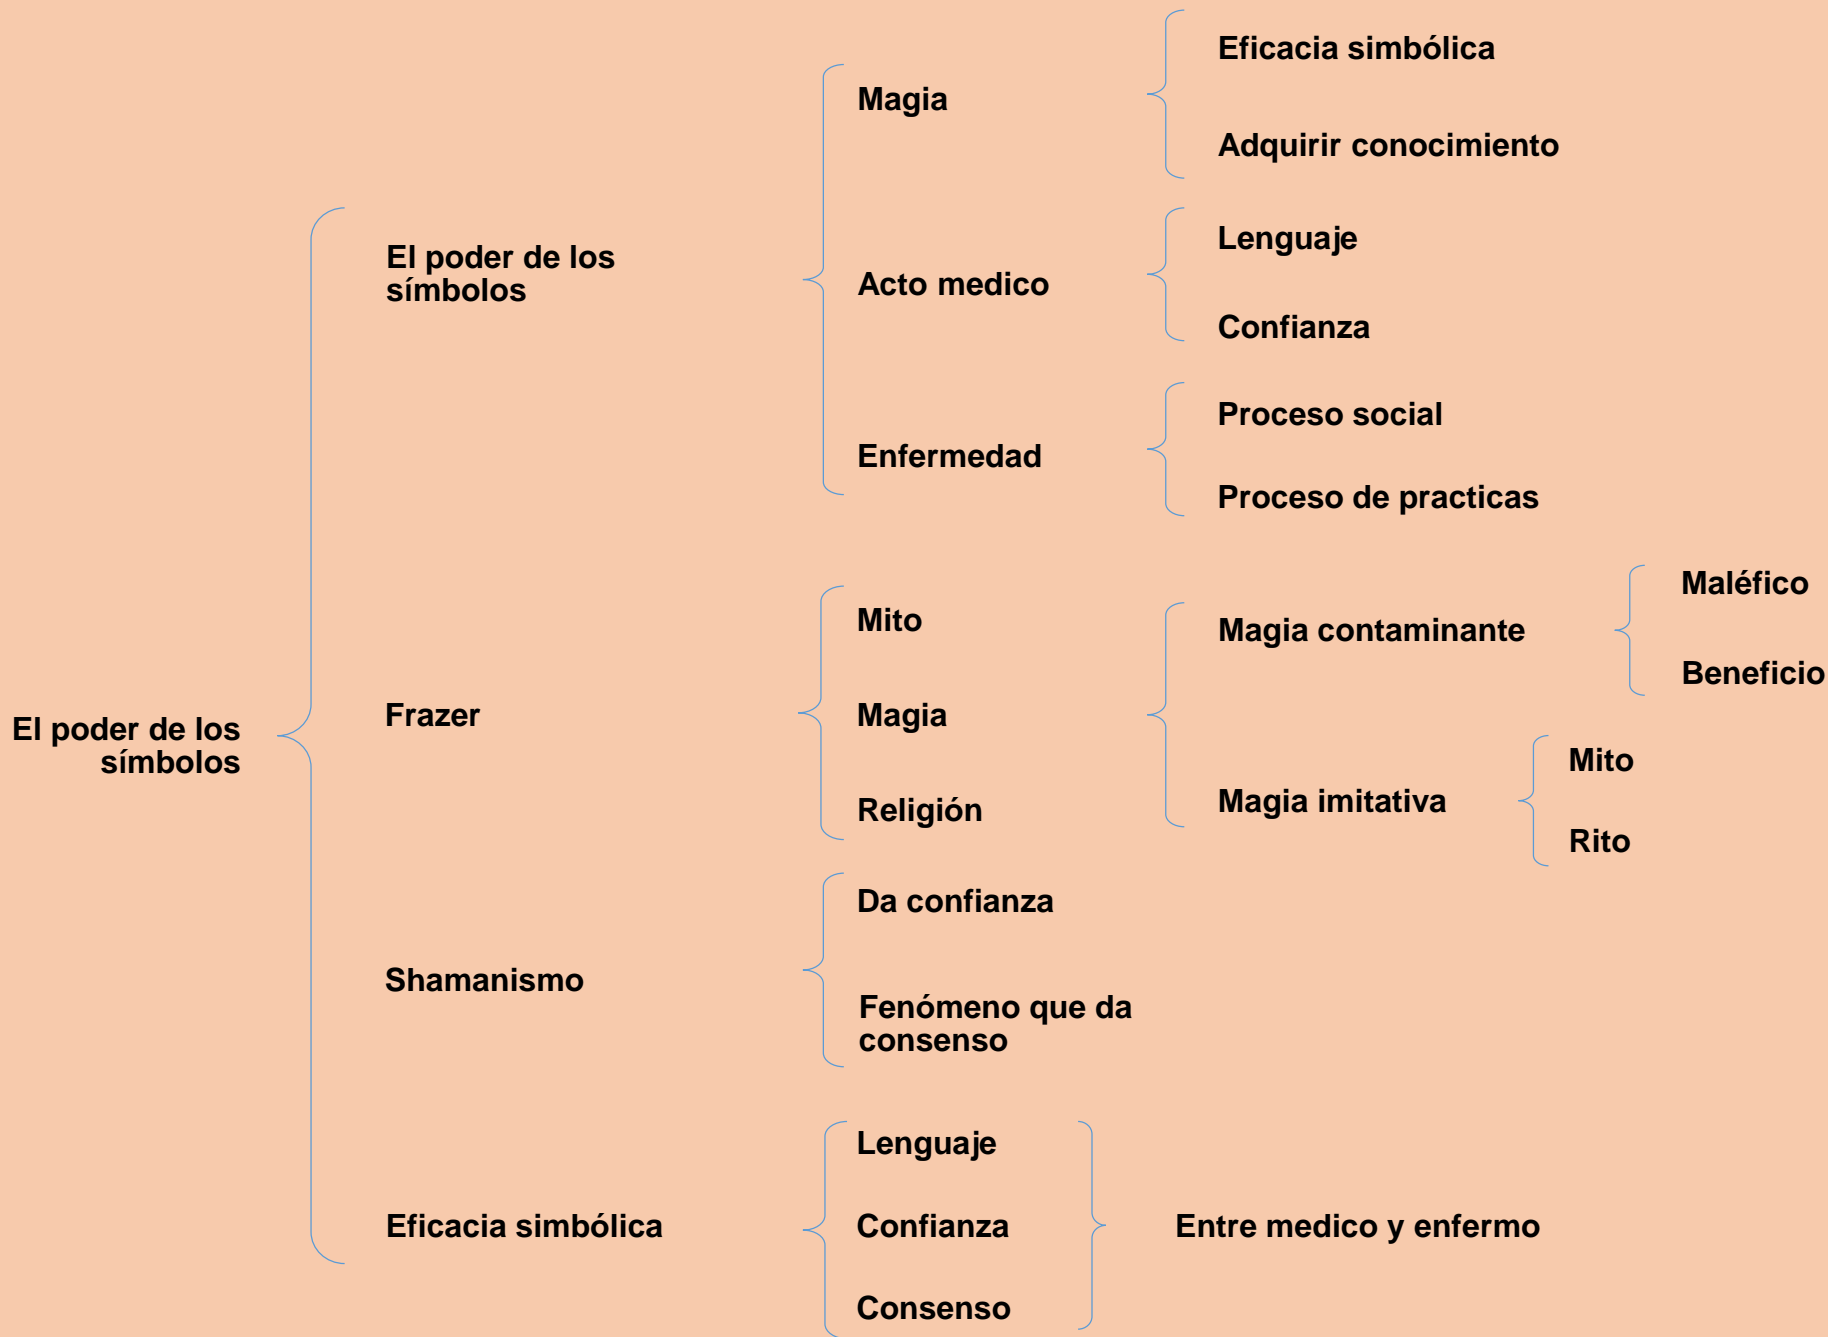 El poder de los
símbolos
El poder de los
símbolos
Magia
Eficacia simbólica
Adquirir conocimiento
Acto medico
Lenguaje
Confianza
Enfermedad
Proceso social
Proceso de practicas
Frazer
Mito
Magia
Magia contaminante
Maléfico
Beneficio
Magia imitativa
Mito
Rito
Religión
Shamanismo
Da confianza
Fenómeno que da
consenso
Eficacia simbólica
Lenguaje
Confianza
Consenso
Entre medico y enfermo